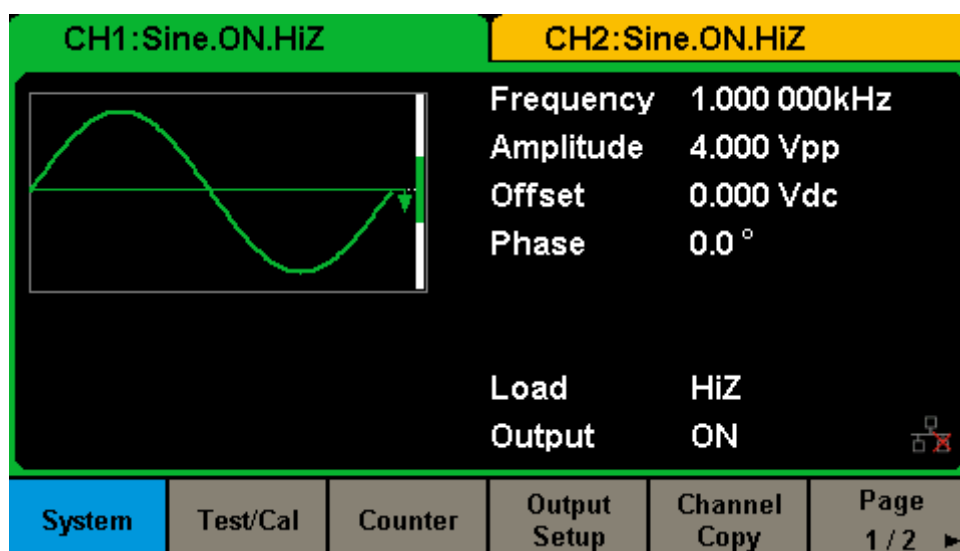 CH1:Sine.ON.HiZ
CH2:Sine.ON.HiZ
Frequency 1.000 000kHz
Amplitude 4.000 Vpp
Offset 0.000 Vdc
Phase 0.0 °
Load HiZ
Output ON
System
Test/Cal
Counter
Output
Setup
Channel
Copy
Page
1 / 2 ►